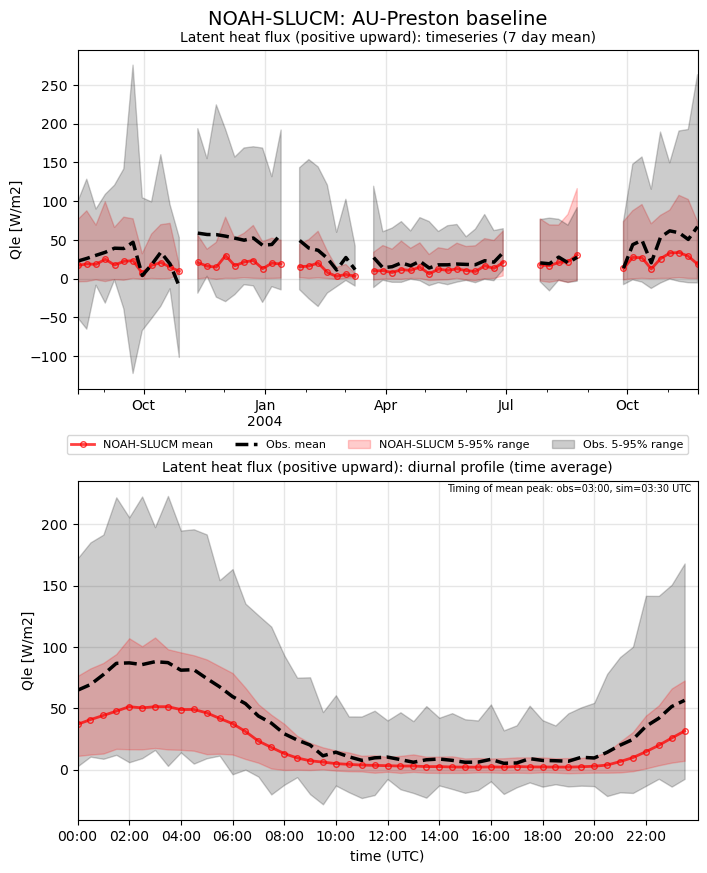 NOAH-SLUCM: AU-Preston baseline
Latent heat flux (positive upward): timeseries (7 day mean)
Qle [W/m2]
250
200
150
100
50
0
−50
−100
Oct
Jan
2004
Apr
Jul
Oct
NOAH-SLUCM mean
Obs. mean
NOAH-SLUCM 5-95% range
Obs. 5-95% range
Latent heat flux (positive upward): diurnal profile (time average)
Timing of mean peak: obs=03:00, sim=03:30 UTC
Qle [W/m2]
200
150
100
50
0
00:00
02:00
04:00
06:00
08:00
10:00
12:00
14:00
16:00
18:00
20:00
22:00
time (UTC)